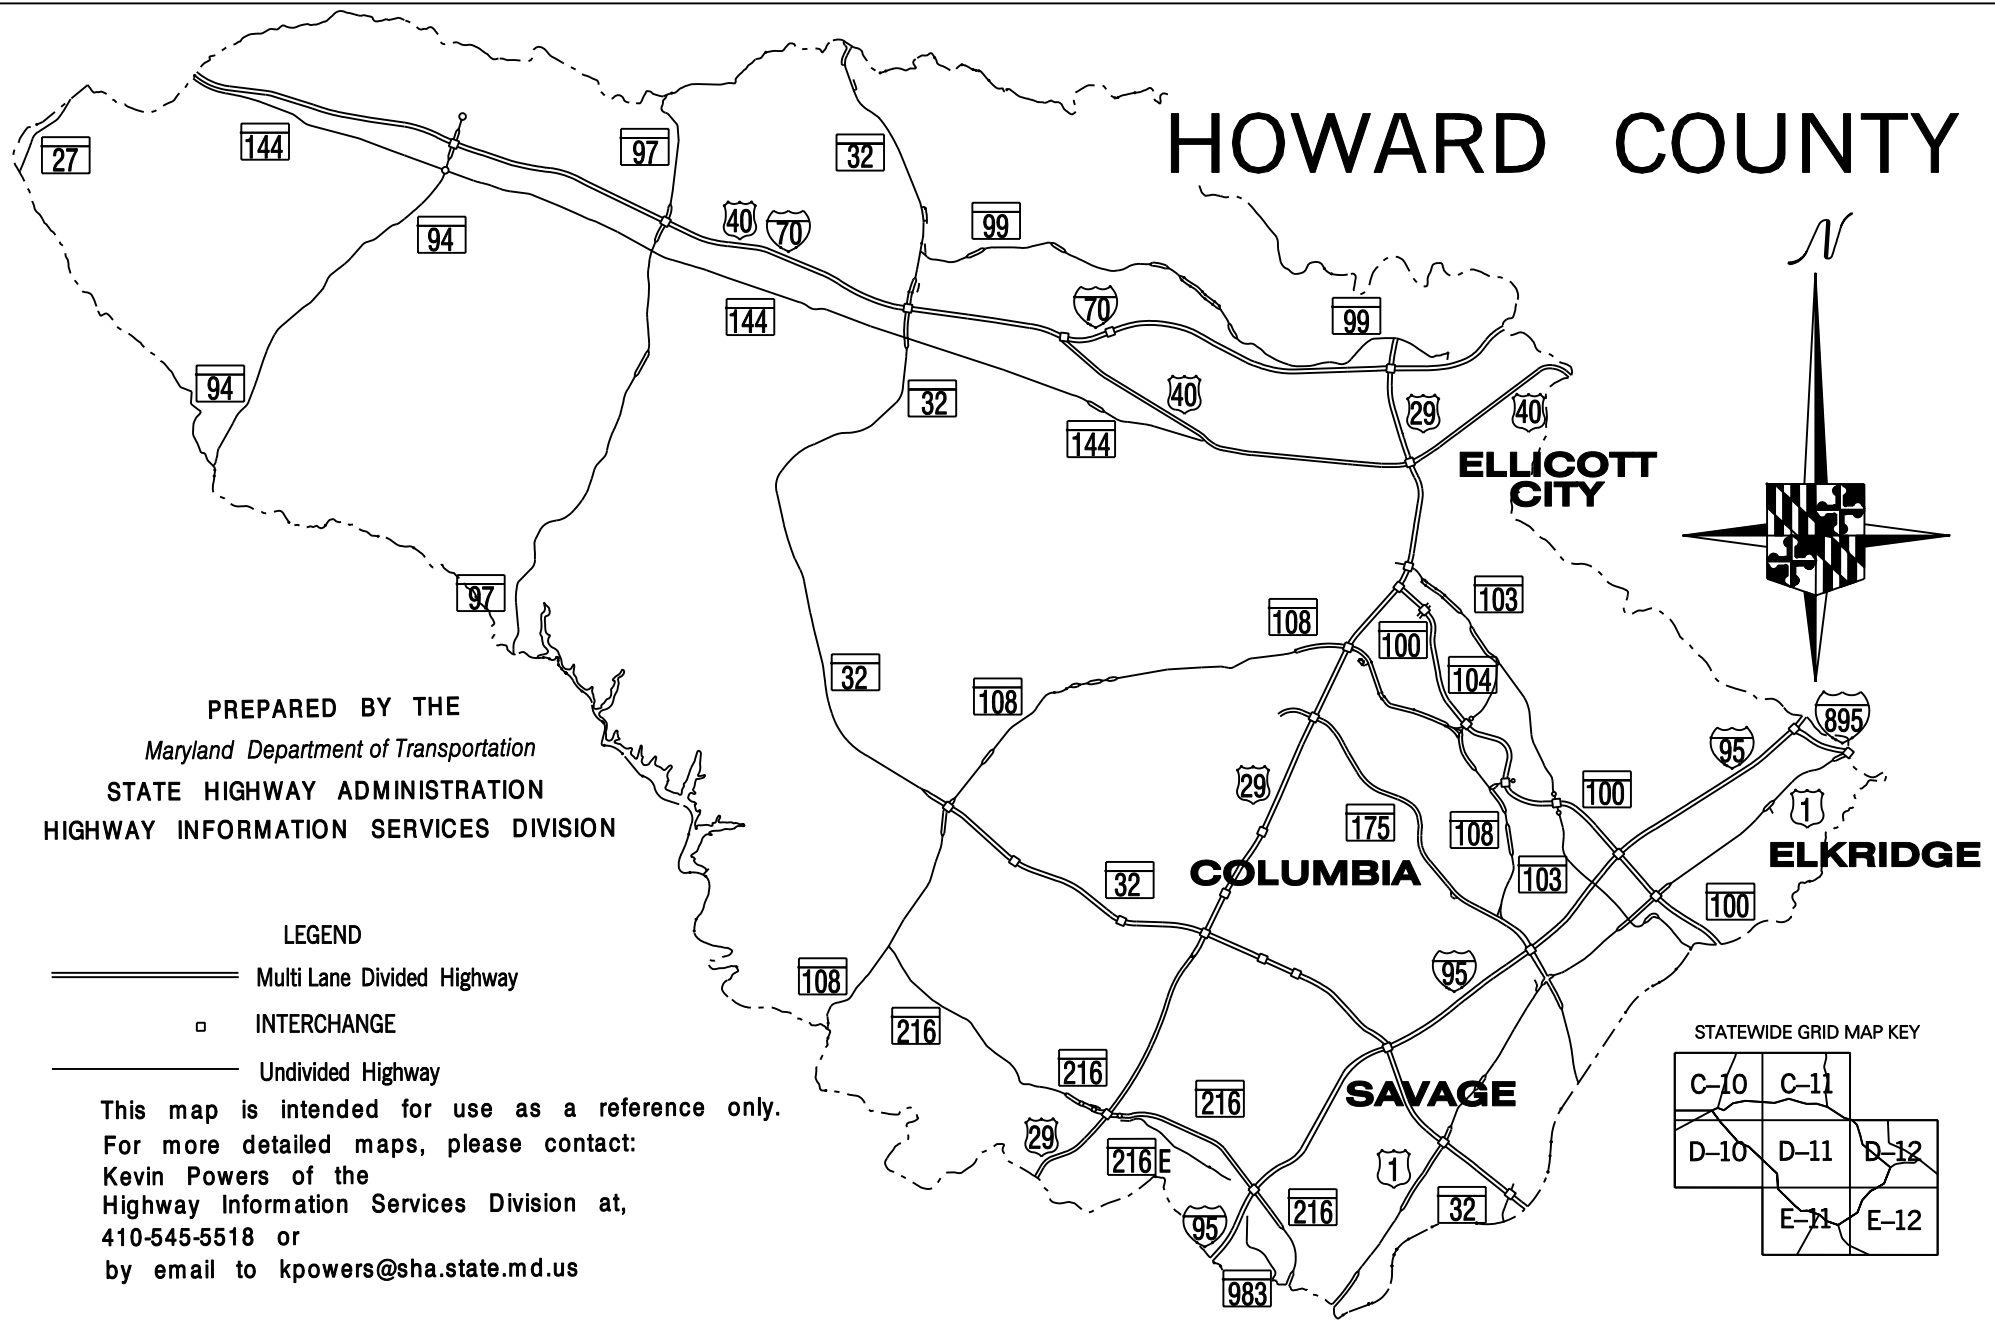 HOWARD COUNTY
N
27
144
97
32
94
40
70
99
144
70
99
94
32
40
29
40
144
ELLICOTT
CITY
97
103
108
100
104
32
108
895
95
29
100
1
175
108
ELKRIDGE
COLUMBIA
32
103
100
108
95
216
216
216
SAVAGE
29
216 E
1
216
32
95
983
PREPARED BY THE
Maryland Department of Transportation
STATE HIGHWAY ADMINISTRATION
HIGHWAY INFORMATION SERVICES DIVISION
LEGEND
Multi Lane Divided Highway
INTERCHANGE
Undivided Highway
This map is intended for use as a reference only.
For more detailed maps, please contact:
Kevin Powers of the
Highway Information Services Division at,
410-545-5518 or
by email to kpowers@sha.state.md.us
STATEWIDE GRID MAP KEY
C-10 C-11
D-10 D-11 D-12
E-11 E-12